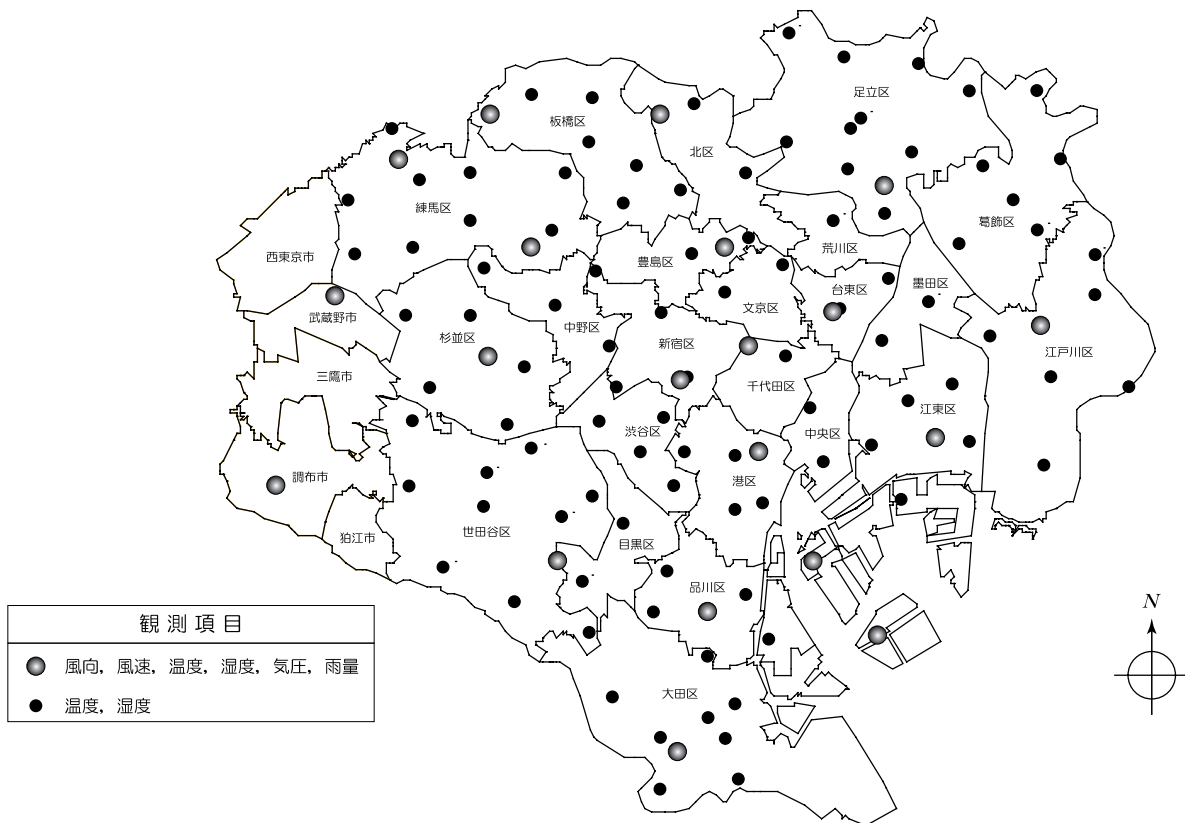 足立区
板橋区
北区
練馬区
葛飾区
荒川区
西東京市
豊島区
台東区
墨田区
文京区
武蔵野市
中野区
杉並区
新宿区
江戸川区
三鷹市
千代田区
江東区
渋谷区
中央区
調布市
港区
世田谷区
狛江市
目黒区
品川区
大田区
観測項目
風向，風速，温度，湿度，気圧，雨量
温度，湿度
N